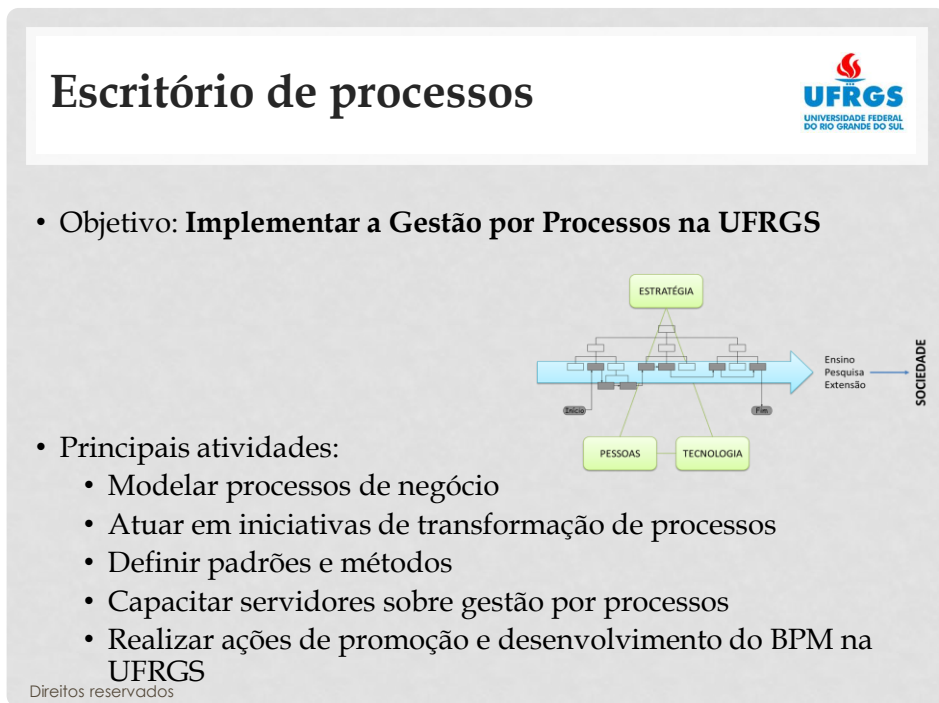 Escritório de processos
UFRGS
UNIVERSIDADE FEDERAL
DO RIO GRANDE DO SUL
• Objetivo: Implementar a Gestão por Processos na UFRGS
ESTRATÉGIA
Ensino
Pesquisa
Extensão
SOCIEDADE
Início
Fim
PESSOAS
TECNOLOGIA
• Principais atividades:
• Modelar processos de negócio
• Atuar em iniciativas de transformação de processos
• Definir padrões e métodos
• Capacitar servidores sobre gestão por processos
• Realizar ações de promoção e desenvolvimento do BPM na
UFRGS
Direitos reservados